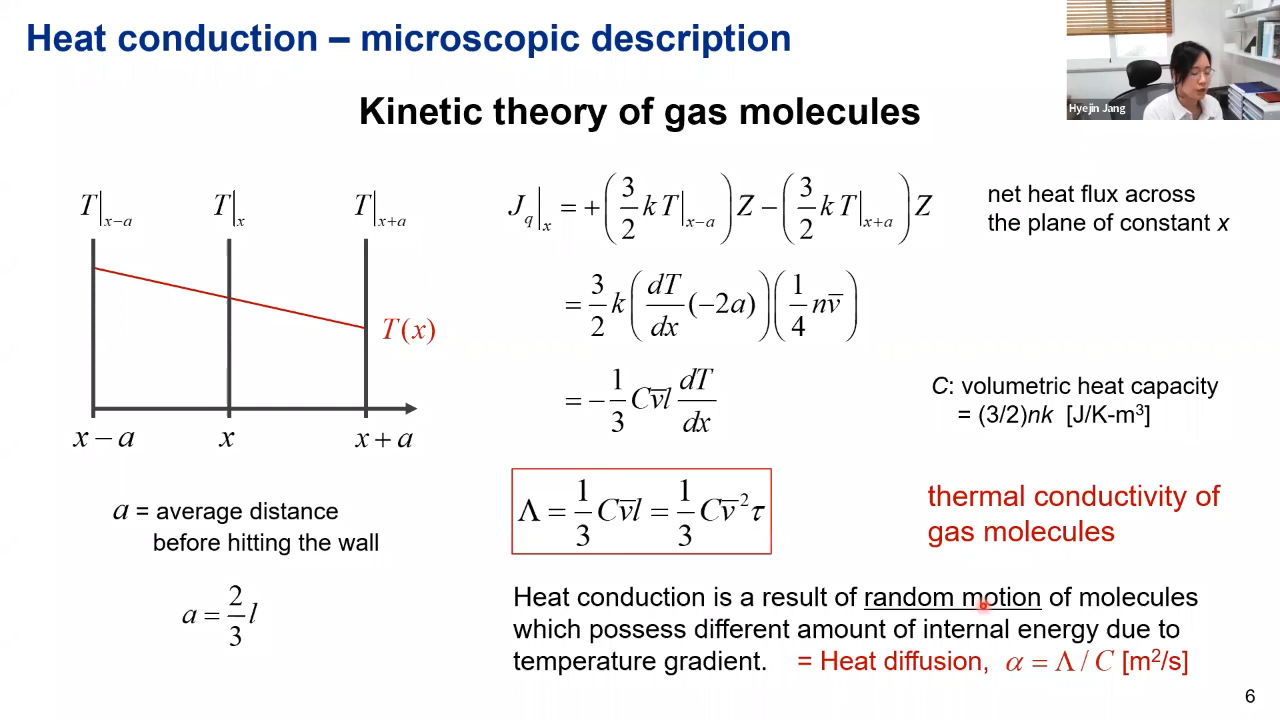 Heat conduction – microscopic description
Hyejin Jang
Kinetic theory of gas molecules
T|x−a T|x T|x+a
T(x)
x − a x x + a
a = average distance
before hitting the wall
a = 2/3 l
J_q|_x = +(3/2 kT|_{x−a})Z − (3/2 kT|_{x+a})Z
net heat flux across
the plane of constant x
= 3/2 k (dT/dx (−2a)) (1/4 n v̅)
= − 1/3 C v̅ l dT/dx
C: volumetric heat capacity
= (3/2)nk [J/K-m³]
Λ = 1/3 C v̅ l = 1/3 C v̅² τ
thermal conductivity of
gas molecules
Heat conduction is a result of random motion of molecules
which possess different amount of internal energy due to
temperature gradient. = Heat diffusion, α = Λ / C [m²/s]
6